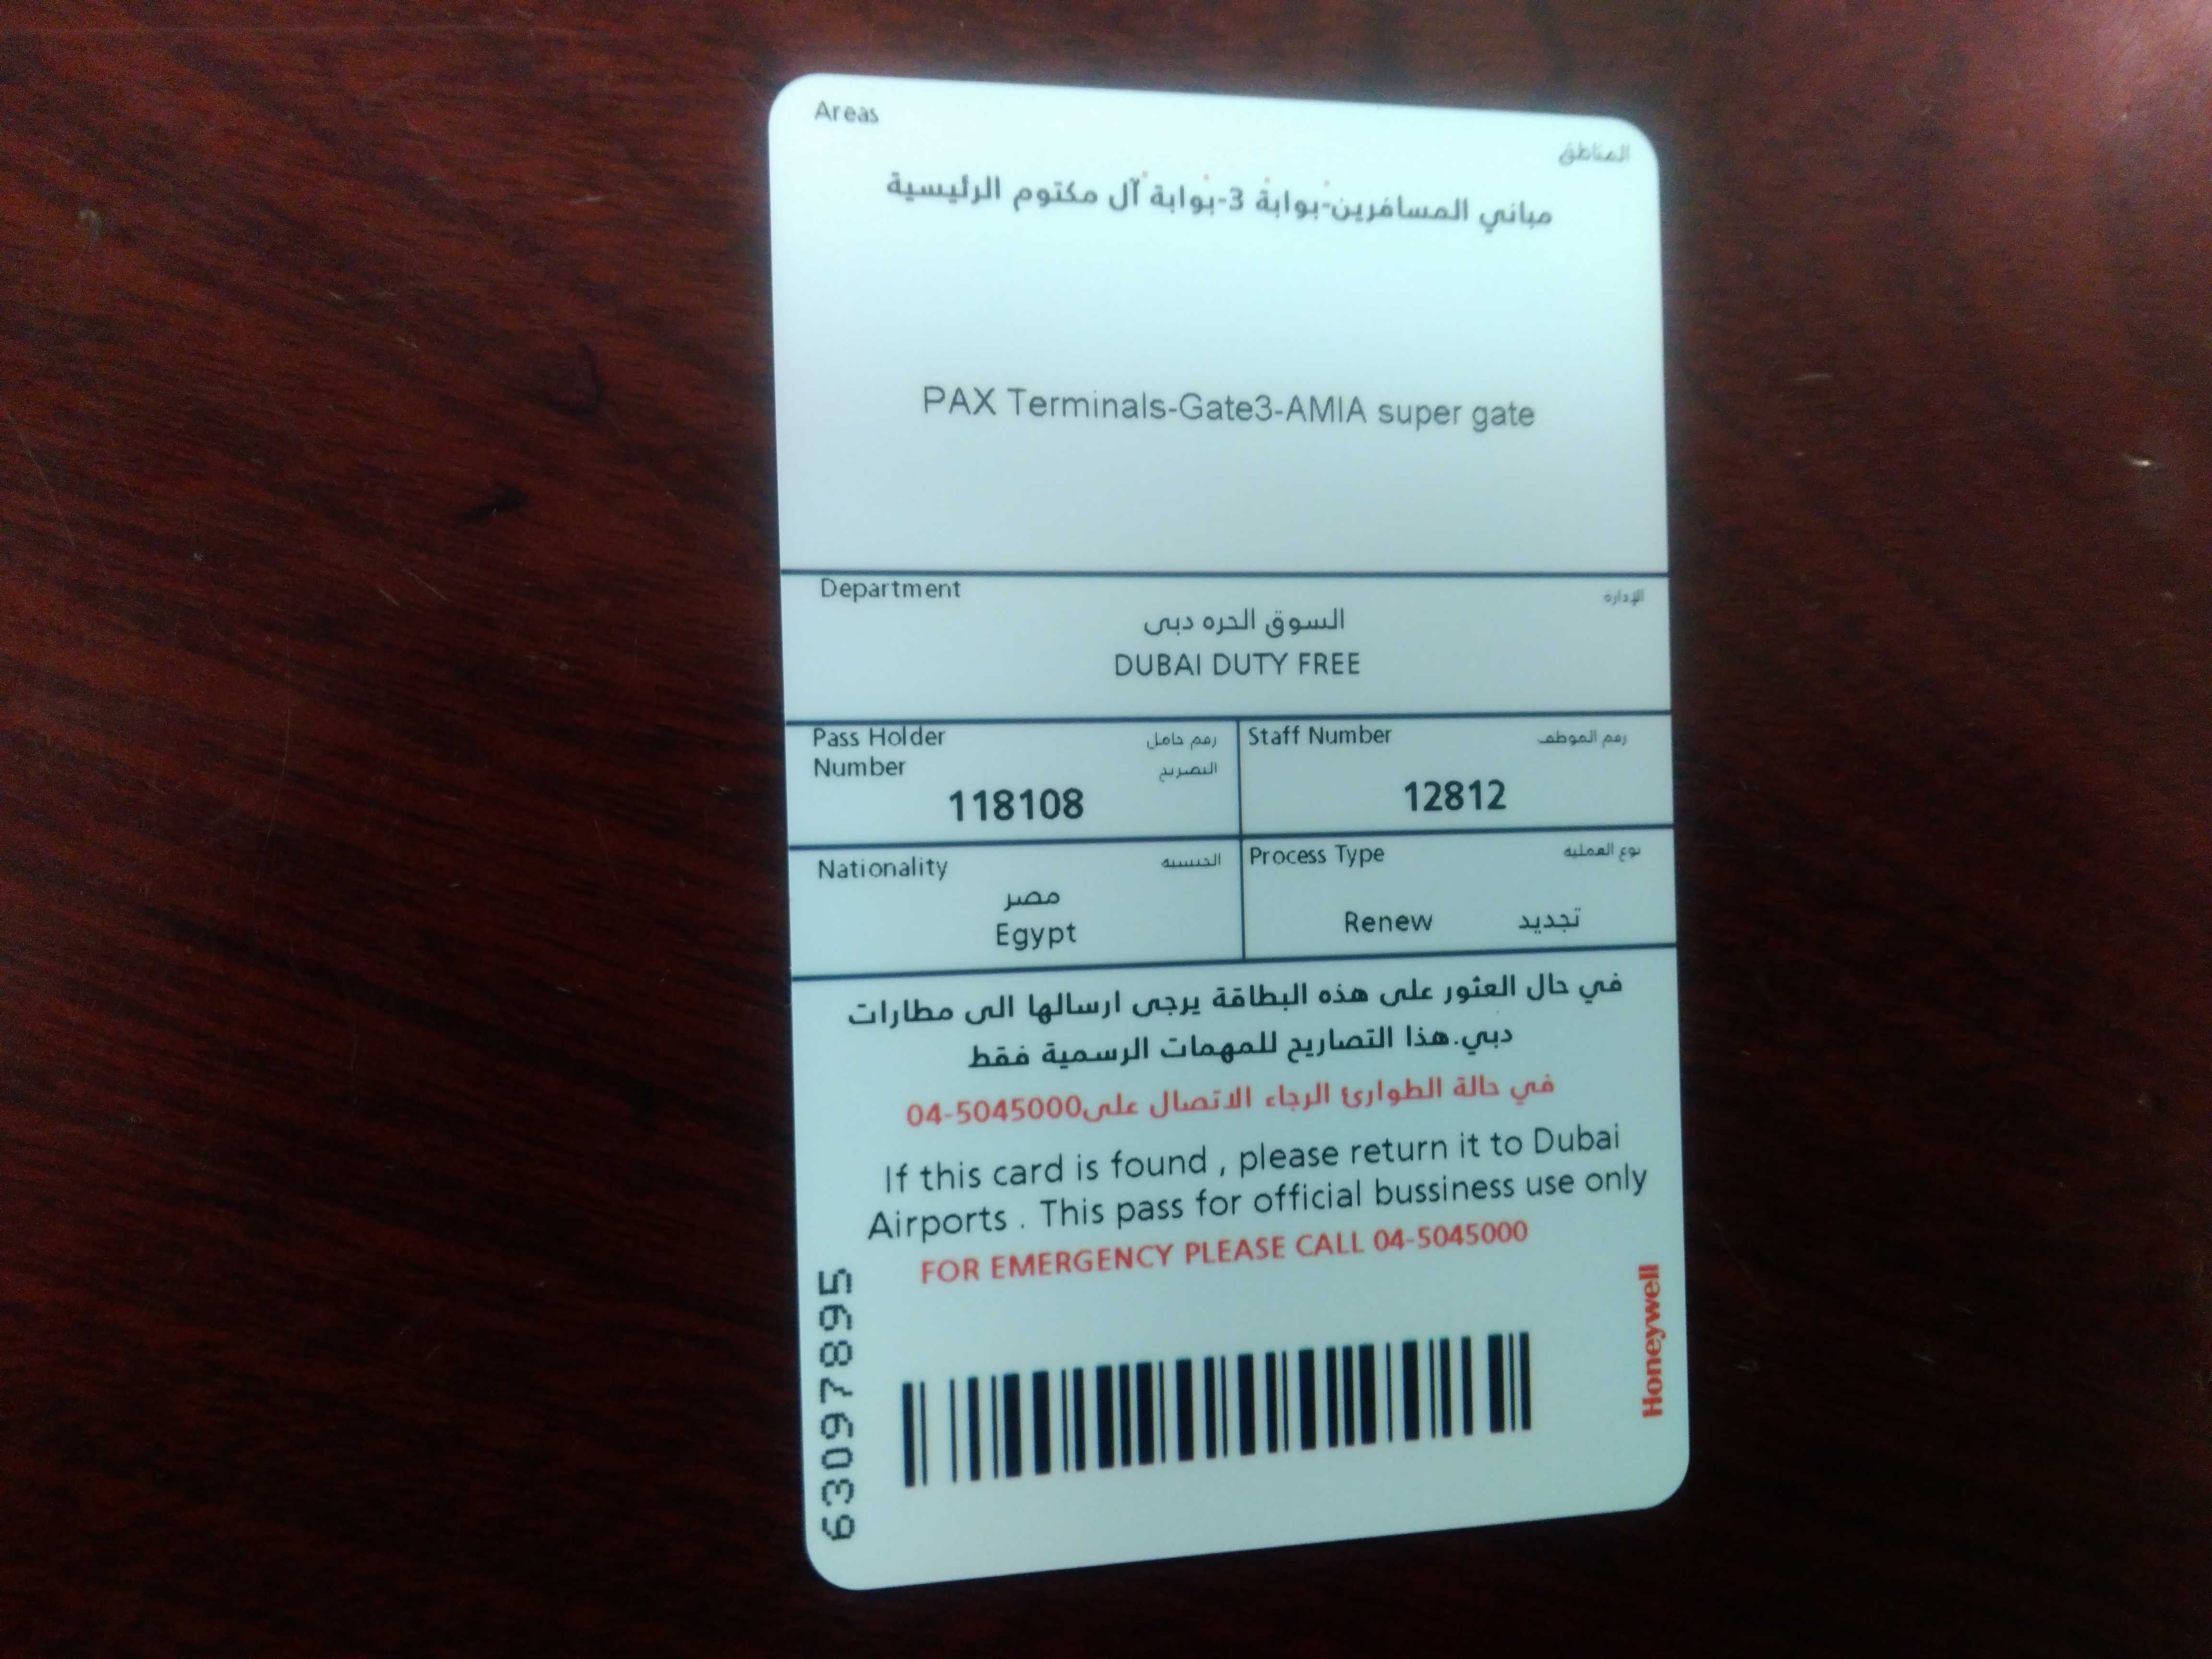 Areas
المناطق
مباني المسافرين-بوابة 3-بوابة آل مكتوم الرئيسية
PAX Terminals-Gate3-AMIA super gate
Department
الإدارة
السوق الحره دبى
DUBAI DUTY FREE
Pass Holder
Number
رقم حامل
التصريح
118108
Staff Number
رقم الموظف
12812
Nationality
الجنسية
مصر
Egypt
Process Type
نوع العملية
Renew تجديد
في حال العثور على هذه البطاقة يرجى ارسالها الى مطارات
دبي.هذا التصاريح للمهمات الرسمية فقط
في حالة الطوارئ الرجاء الاتصال على04-5045000
If this card is found , please return it to Dubai
Airports . This pass for official bussiness use only
FOR EMERGENCY PLEASE CALL 04-5045000
63097895
Honeywell